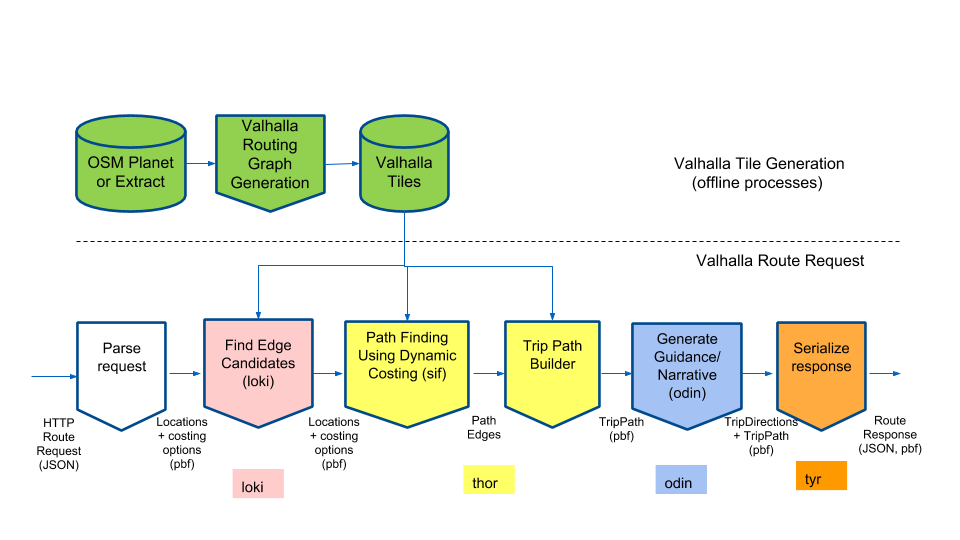 OSM Planet
or Extract
Valhalla
Routing
Graph
Generation
Valhalla
Tiles
Valhalla Tile Generation
(offline processes)
Valhalla Route Request
Parse
request
Find Edge
Candidates
(loki)
Path Finding
Using Dynamic
Costing (sif)
Trip Path
Builder
Generate
Guidance/
Narrative
(odin)
Serialize
response
HTTP
Route
Request
(JSON)
Locations
+ costing
options
(pbf)
Locations
+ costing
options
(pbf)
Path
Edges
TripPath
(pbf)
TripDirections
+ TripPath
(pbf)
Route
Response
(JSON, pbf)
loki
thor
odin
tyr